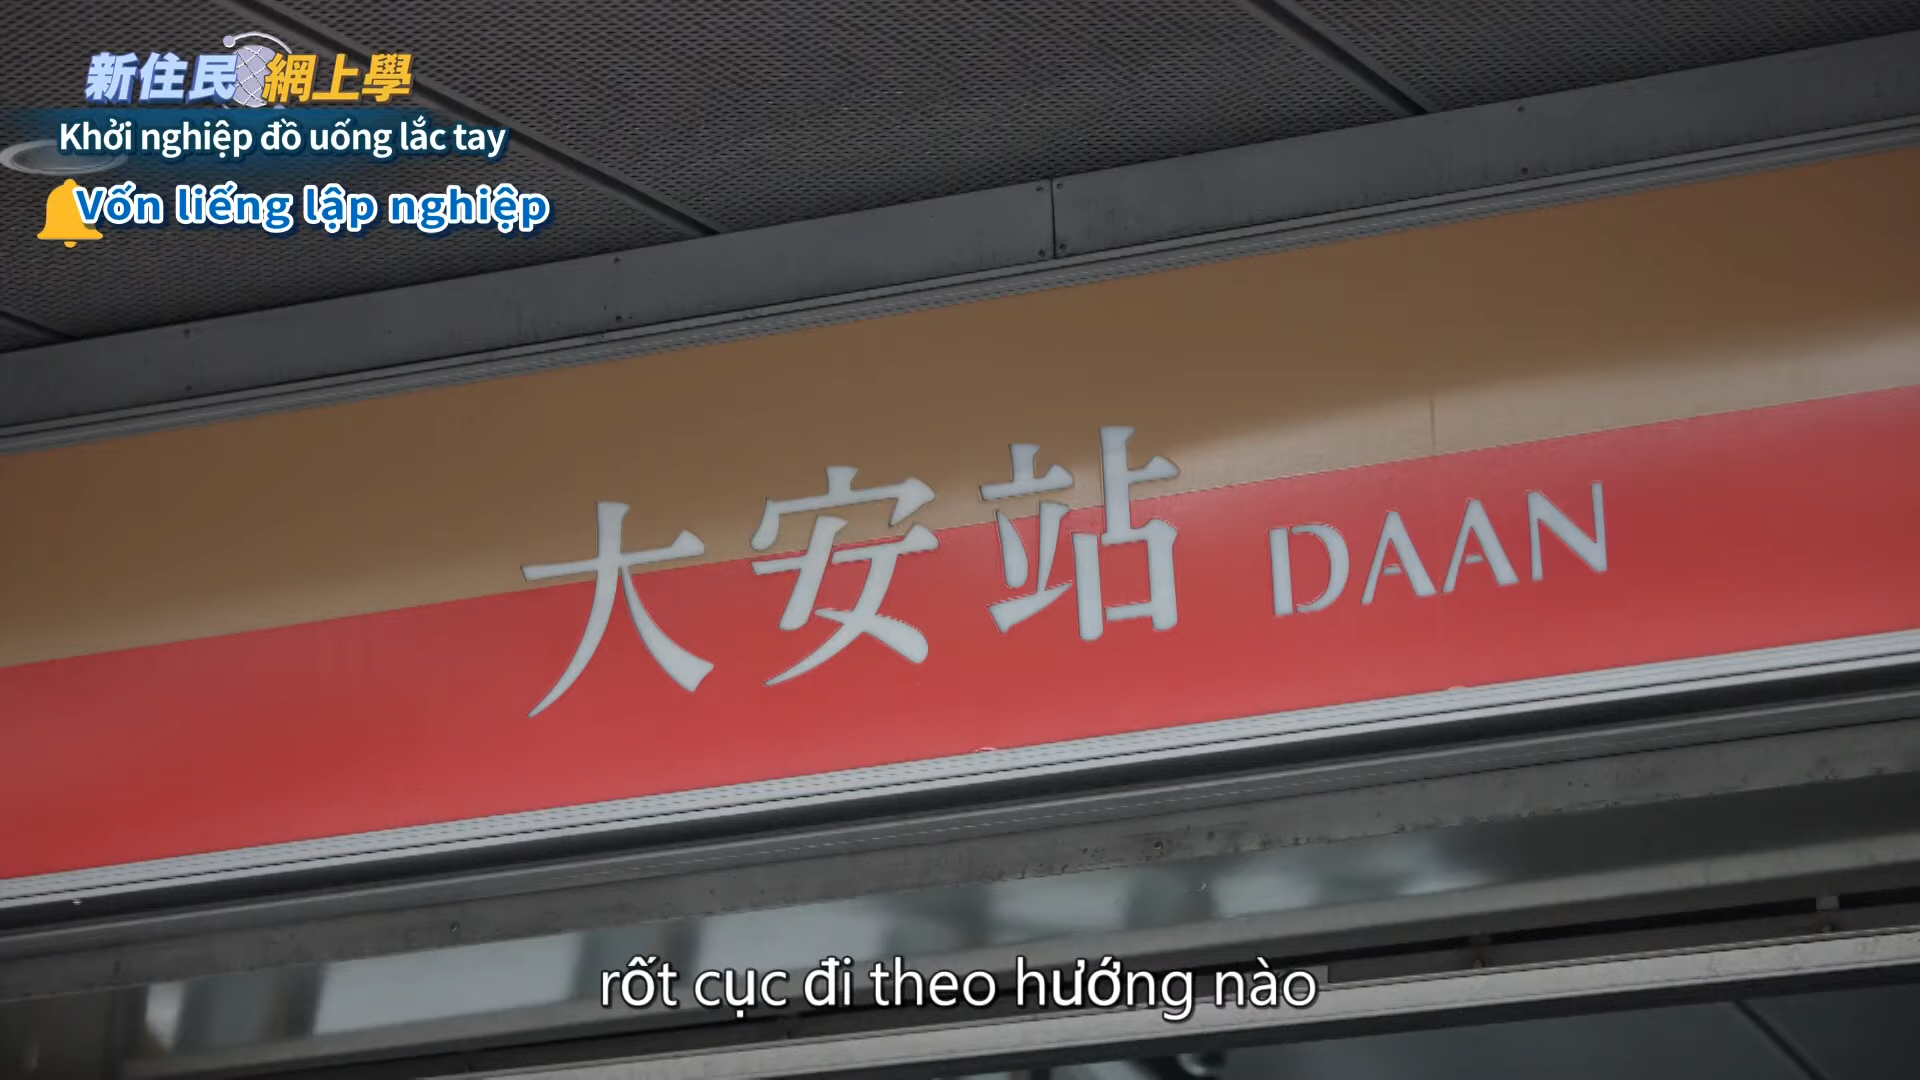 新住民網上學
Khởi nghiệp đồ uống lắc tay
Vốn liếng lập nghiệp
大安站 DAAN
rốt cục đi theo hướng nào